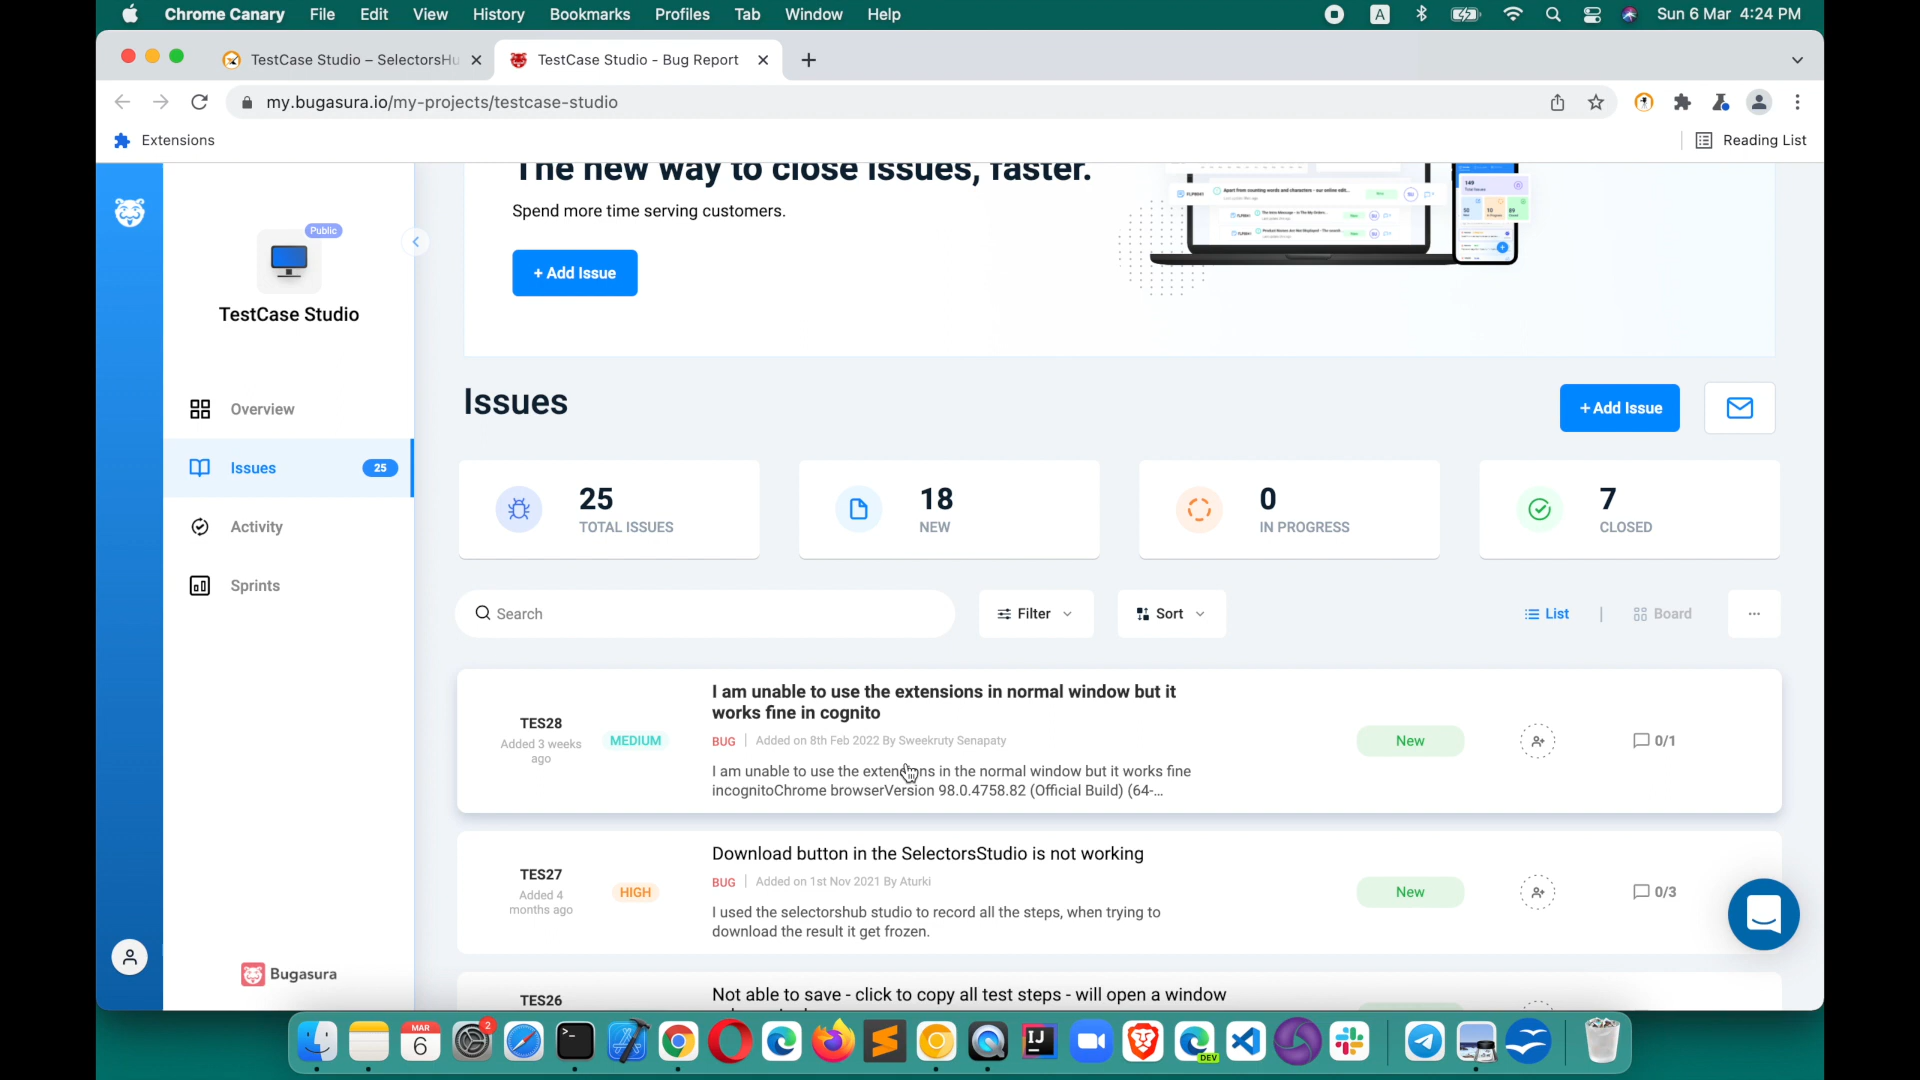 Chrome Canary File Edit View History Bookmarks Profiles Tab Window Help A Sun 6 Mar 4:24 PM
TestCase Studio – SelectorsHu TestCase Studio - Bug Report
my.bugasura.io/my-projects/testcase-studio
Extensions Reading List
The new way to close issues, faster.
Spend more time serving customers.
+ Add Issue
Public
TestCase Studio
Overview
Issues 25
Activity
Sprints
Bugasura
Issues
+ Add Issue
25 18 0 7
TOTAL ISSUES NEW IN PROGRESS CLOSED
Search Filter Sort List | Board ...
I am unable to use the extensions in normal window but it
works fine in cognito
TES28
Added 3 weeks
ago
MEDIUM
BUG | Added on 8th Feb 2022 By Sweekruty Senapaty
I am unable to use the extensions in the normal window but it works fine
incognitoChrome browserVersion 98.0.4758.82 (Official Build) (64-...
New 0/1
Download button in the SelectorsStudio is not working
TES27
Added 4
months ago
HIGH
BUG | Added on 1st Nov 2021 By Aturki
I used the selectorshub studio to record all the steps, when trying to
download the result it get frozen.
New 0/3
TES26
Not able to save - click to copy all test steps - will open a window
MAR
6
2
IJ
DEV